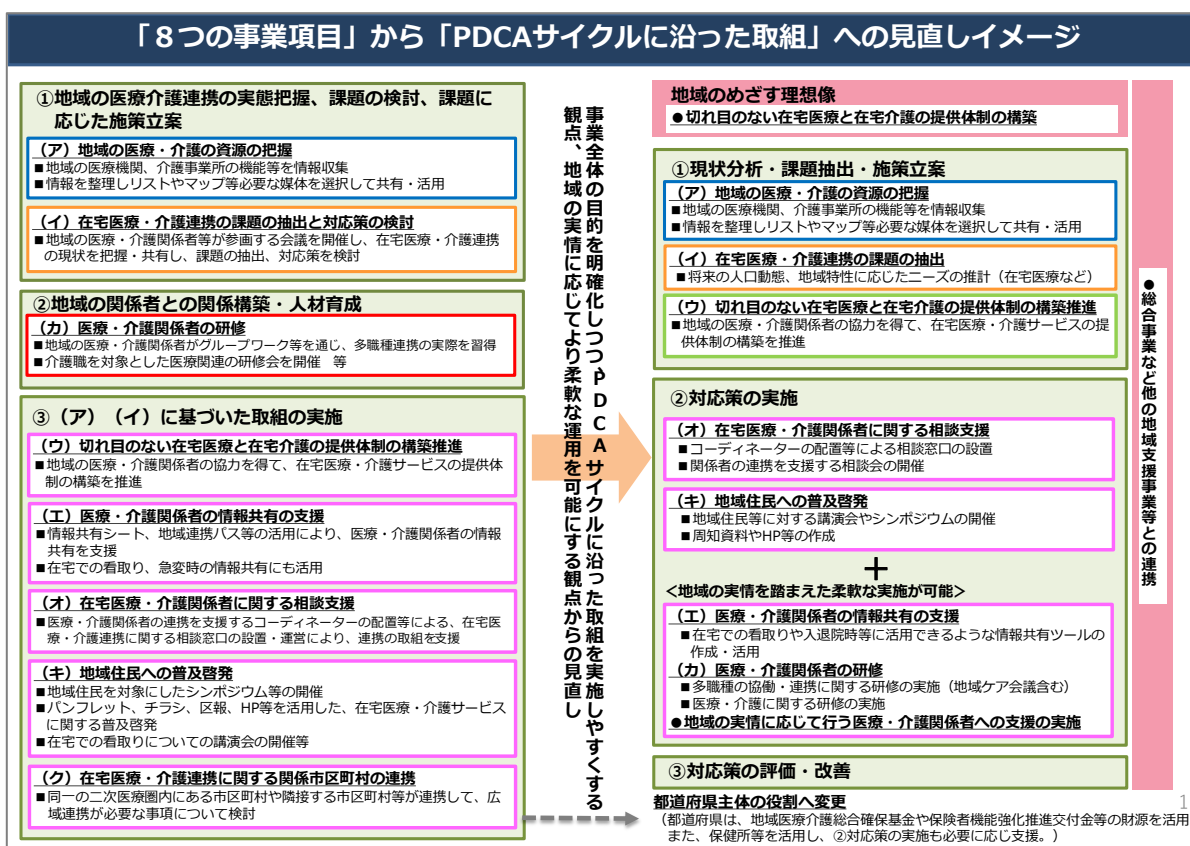 「８つの事業項目」から「PDCAサイクルに沿った取組」への見直しイメージ
①地域の医療介護連携の実態把握、課題の検討、課題に
応じた施策立案
（ア）地域の医療・介護の資源の把握
■地域の医療機関、介護事業所の機能等を情報収集
■情報を整理しリストやマップ等必要な媒体を選択して共有・活用
（イ）在宅医療・介護連携の課題の抽出と対応策の検討
■地域の医療・介護関係者等が参画する会議を開催し、在宅医療・介護連携
の現状を把握・共有し、課題の抽出、対応策を検討
②地域の関係者との関係構築・人材育成
（カ）医療・介護関係者の研修
■地域の医療・介護関係者がグループワーク等を通じ、多職種連携の実際を習得
■介護職を対象とした医療関連の研修会を開催　等
③（ア）（イ）に基づいた取組の実施
（ウ）切れ目のない在宅医療と在宅介護の提供体制の構築推進
■地域の医療・介護関係者の協力を得て、在宅医療・介護サービスの提供体
制の構築を推進
（エ）医療・介護関係者の情報共有の支援
■情報共有シート、地域連携パス等の活用により、医療・介護関係者の情報
共有を支援
■在宅での看取り、急変時の情報共有にも活用
（オ）在宅医療・介護関係者に関する相談支援
■医療・介護関係者の連携を支援するコーディネーターの配置等による、在宅医
療・介護連携に関する相談窓口の設置・運営により、連携の取組を支援
（キ）地域住民への普及啓発
■地域住民を対象にしたシンポジウム等の開催
■パンフレット、チラシ、区報、HP等を活用した、在宅医療・介護サービス
に関する普及啓発
■在宅での看取りについての講演会の開催等
（ク）在宅医療・介護連携に関する関係市区町村の連携
■同一の二次医療圏内にある市区町村や隣接する市区町村等が連携して、広
域連携が必要な事項について検討
事業全体の目的を明確化しつつ、PDCAサイクルに沿った取組を実施しやすくする
観点、地域の実情に応じてより柔軟な運用を可能にする観点からの見直し
地域のめざす理想像
●切れ目のない在宅医療と在宅介護の提供体制の構築
①現状分析・課題抽出・施策立案
（ア）地域の医療・介護の資源の把握
■地域の医療機関、介護事業所の機能等を情報収集
■情報を整理しリストやマップ等必要な媒体を選択して共有・活用
（イ）在宅医療・介護連携の課題の抽出
■将来の人口動態、地域特性に応じたニーズの推計（在宅医療など）
（ウ）切れ目のない在宅医療と在宅介護の提供体制の構築推進
■地域の医療・介護関係者の協力を得て、在宅医療・介護サービスの提
供体制の構築を推進
②対応策の実施
（オ）在宅医療・介護関係者に関する相談支援
■コーディネーターの配置等による相談窓口の設置
■関係者の連携を支援する相談会の開催
（キ）地域住民への普及啓発
■地域住民等に対する講演会やシンポジウムの開催
■周知資料やHP等の作成
＋
＜地域の実情を踏まえた柔軟な実施が可能＞
（エ）医療・介護関係者の情報共有の支援
■在宅での看取りや入退院時等に活用できるような情報共有ツールの
作成・活用
（カ）医療・介護関係者の研修
■多職種の協働・連携に関する研修の実施（地域ケア会議含む）
■医療・介護に関する研修の実施
●地域の実情に応じて行う医療・介護関係者への支援の実施
③対応策の評価・改善
●総合事業など他の地域支援事業等との連携
都道府県主体の役割へ変更
（都道府県は、地域医療介護総合確保基金や保険者機能強化推進交付金等の財源を活用
また、保健所等を活用し、②対応策の実施も必要に応じ支援。）
1